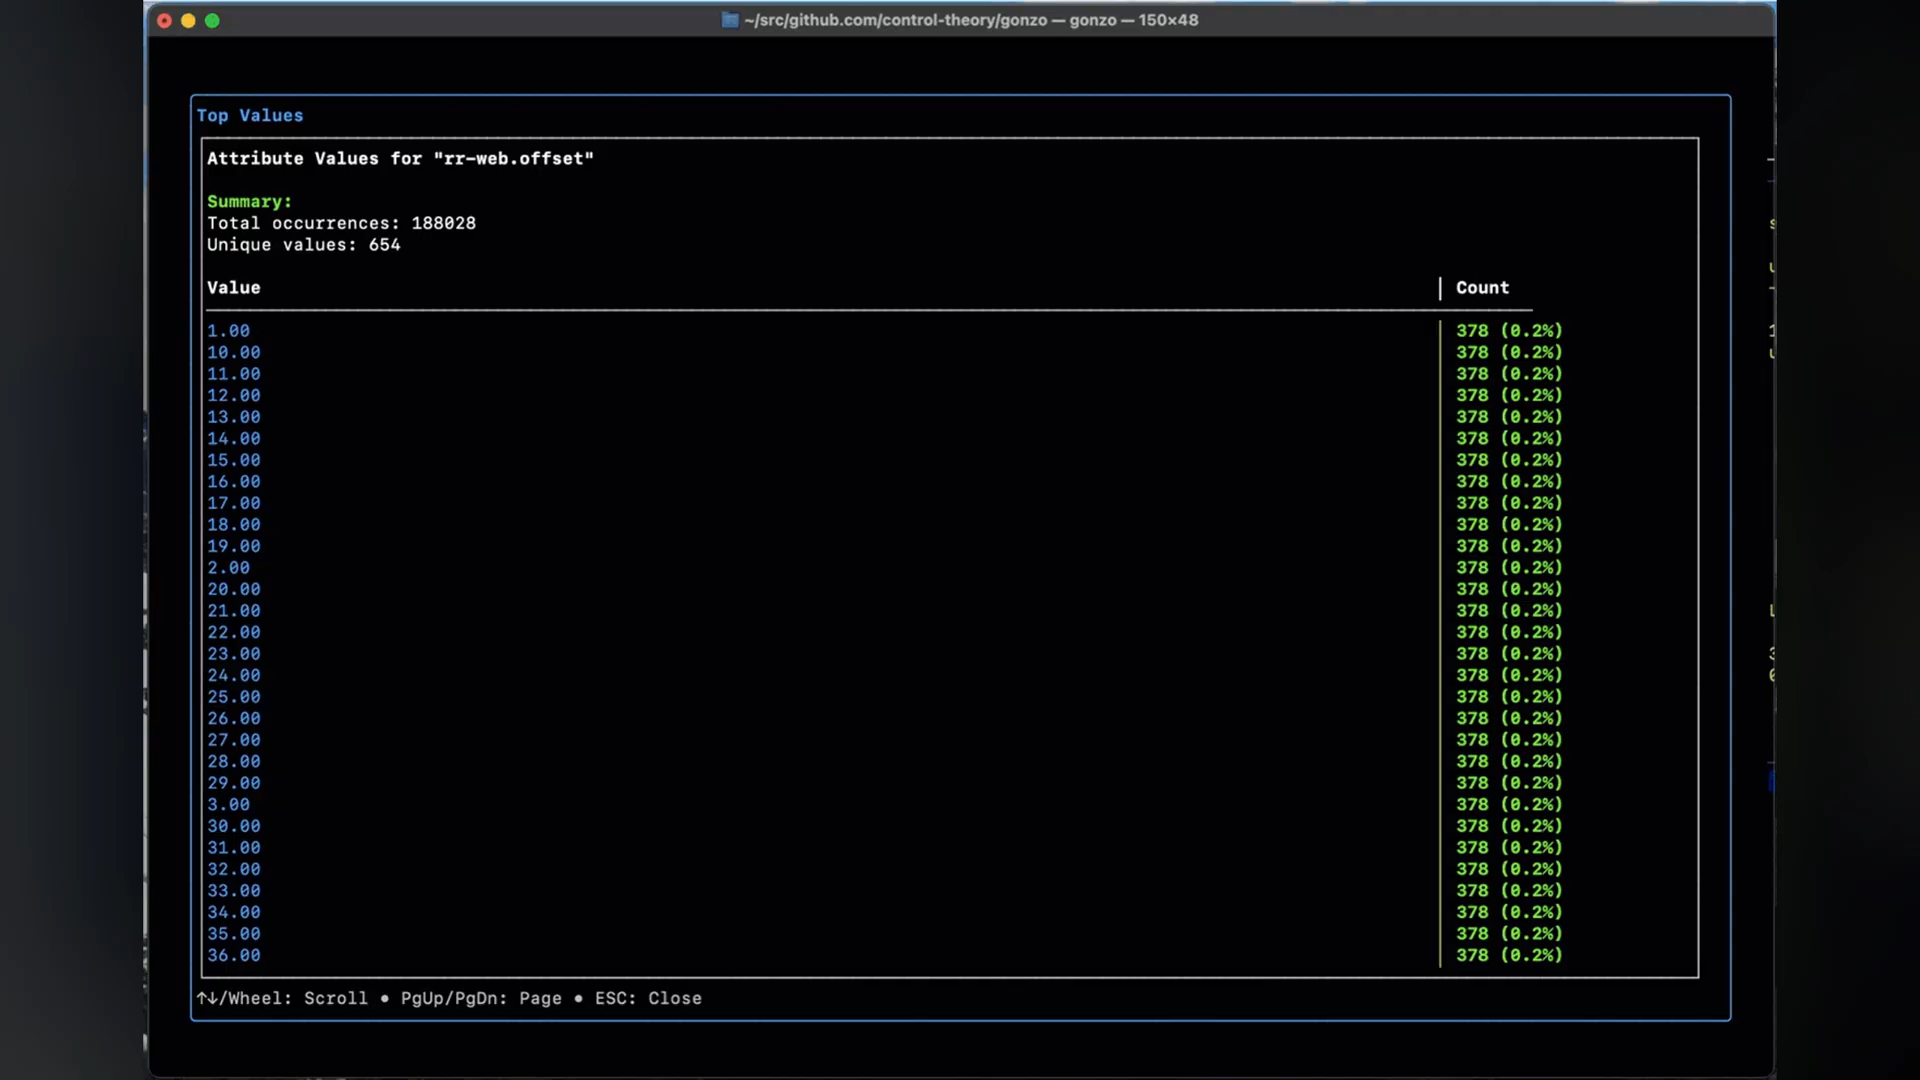 ~/src/github.com/control-theory/gonzo — gonzo — 150×48
Top Values
Attribute Values for "rr-web.offset"
Summary:
Total occurrences: 188028
Unique values: 654
Value | Count
1.00 378 (0.2%)
10.00 378 (0.2%)
11.00 378 (0.2%)
12.00 378 (0.2%)
13.00 378 (0.2%)
14.00 378 (0.2%)
15.00 378 (0.2%)
16.00 378 (0.2%)
17.00 378 (0.2%)
18.00 378 (0.2%)
19.00 378 (0.2%)
2.00 378 (0.2%)
20.00 378 (0.2%)
21.00 378 (0.2%)
22.00 378 (0.2%)
23.00 378 (0.2%)
24.00 378 (0.2%)
25.00 378 (0.2%)
26.00 378 (0.2%)
27.00 378 (0.2%)
28.00 378 (0.2%)
29.00 378 (0.2%)
3.00 378 (0.2%)
30.00 378 (0.2%)
31.00 378 (0.2%)
32.00 378 (0.2%)
33.00 378 (0.2%)
34.00 378 (0.2%)
35.00 378 (0.2%)
36.00 378 (0.2%)
↑↓/Wheel: Scroll • PgUp/PgDn: Page • ESC: Close